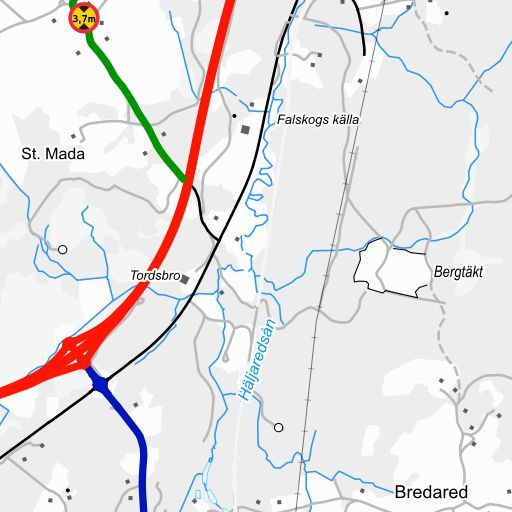 3,7m
Falskogs källa
St. Mada
Tordsbro
Bergtäkt
Häljaredsån
Bredared